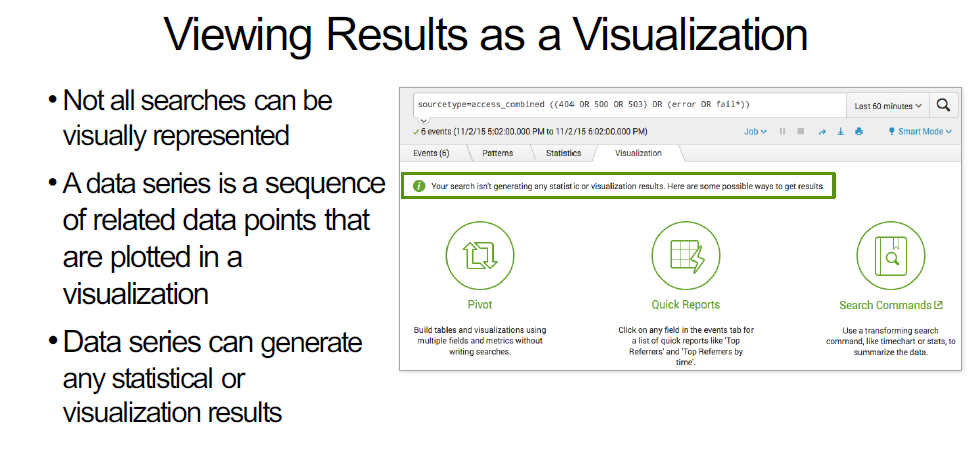 Viewing Results as a Visualization
• Not all searches can be
visually represented
• A data series is a sequence
of related data points that
are plotted in a
visualization
• Data series can generate
any statistical or
visualization results
sourcetype=access_combined ((404 OR 500 OR 503) OR (error OR fail*))
Last 60 minutes
6 events (11/2/15 6:02:00.000 PM to 11/2/15 6:02:00.000 PM)
Job
Smart Mode
Events (6)
Patterns
Statistics
Visualization
Your search isn't generating any statistic or visualization results. Here are some possible ways to get results.
Pivot
Build tables and visualizations using
multiple fields and metrics without
writing searches.
Quick Reports
Click on any field in the events tab for
a list of quick reports like 'Top
Referrers' and 'Top Referrers by
time'.
Search Commands
Use a transforming search
command, like timechart or stats, to
summarize the data.